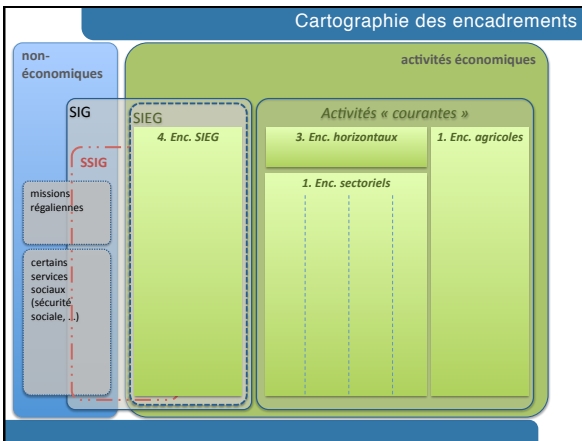 Cartographie des encadrements
non-
économiques
activités économiques
SIG
SIEG
Activités « courantes »
4. Enc. SIEG
3. Enc. horizontaux
1. Enc. agricoles
SSIG
1. Enc. sectoriels
missions
régaliennes
certains
services
sociaux
(sécurité
sociale, ..)